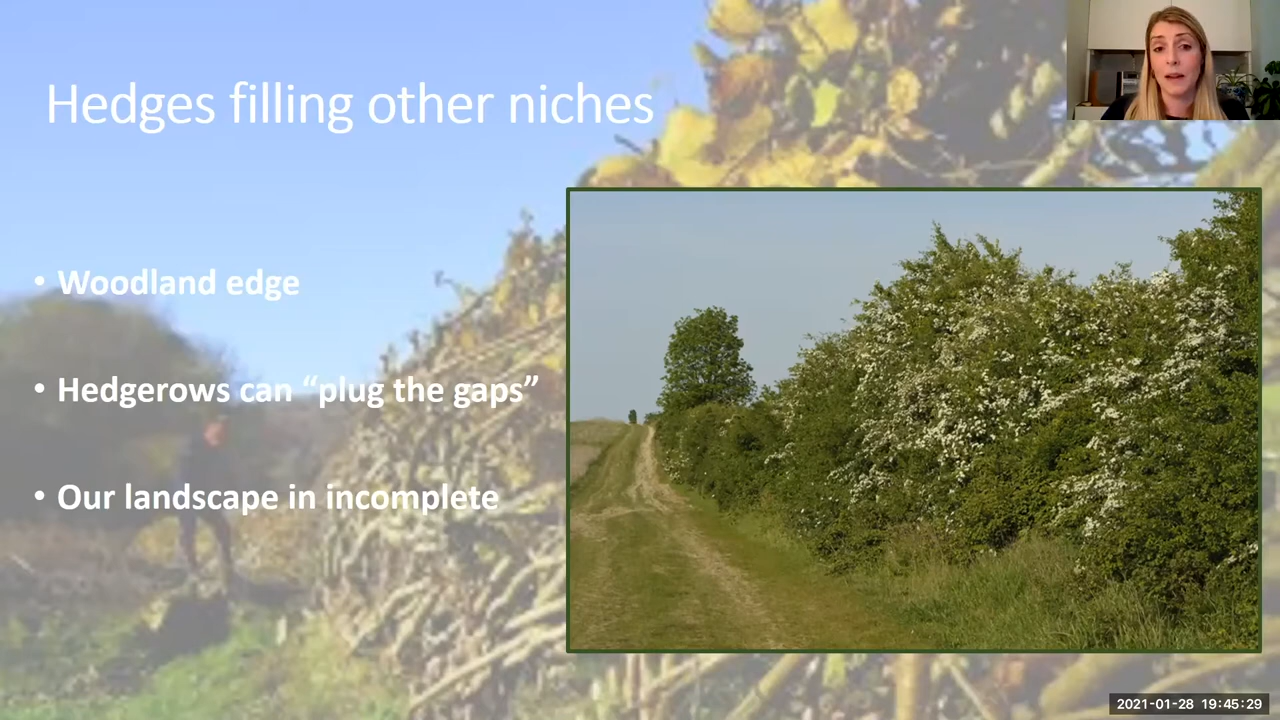 Hedges filling other niches
• Woodland edge
• Hedgerows can “plug the gaps”
• Our landscape in incomplete
2021-01-28 19:45:29